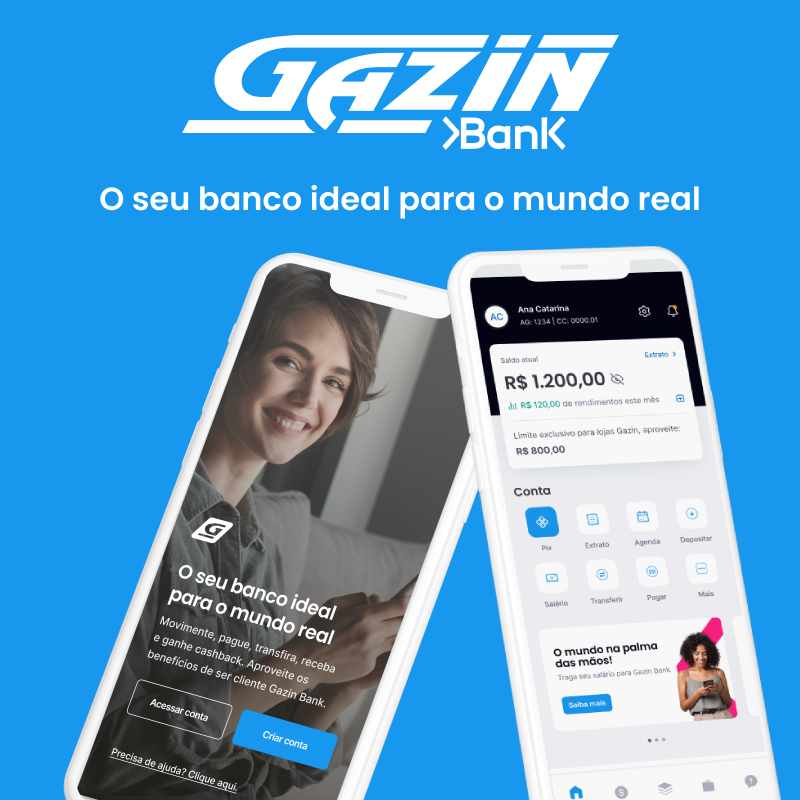 GAZIN
Bank
O seu banco ideal para o mundo real
G
O seu banco ideal
para o mundo real
Movimente, pague, transfira, receba
e ganhe cashback. Aproveite os
benefícios de ser cliente Gazin Bank.
Acessar conta
Criar conta
Precisa de ajuda? Clique aqui.
AC
Ana Catarina
AG: 1234 | CC: 0000.01
Saldo atual
Extrato >
R$ 1.200,00
R$ 120,00 de rendimentos este mês
Limite exclusivo para lojas Gazin, aproveite:
R$ 800,00
Conta
Pix
Extrato
Agenda
Depositar
Salário
Transferir
Pagar
Mais
O mundo na palma
das mãos!
Traga seu salário para Gazin Bank
Saiba mais